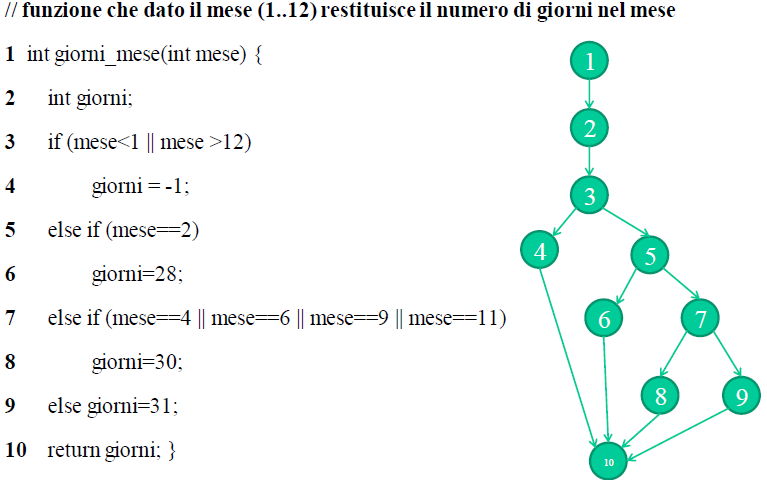 // funzione che dato il mese (1..12) restituisce il numero di giorni nel mese
1 int giorni_mese(int mese) {
2 int giorni;
3 if (mese<1 || mese >12)
4 giorni = -1;
5 else if (mese==2)
6 giorni=28;
7 else if (mese==4 || mese==6 || mese==9 || mese==11)
8 giorni=30;
9 else giorni=31;
10 return giorni; }
1
2
3
4
5
6
7
8
9
10